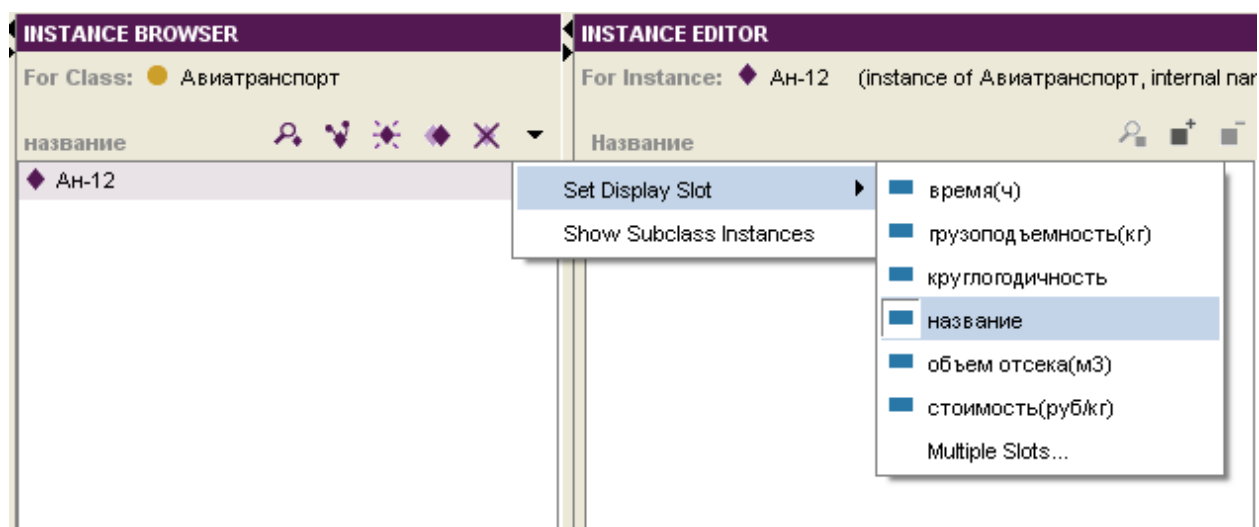 INSTANCE BROWSER
For Class: Авиатранспорт
название
Ан-12
INSTANCE EDITOR
For Instance: Ан-12 (instance of Авиатранспорт, internal nar
Название
Set Display Slot
Show Subclass Instances
время(ч)
грузоподъемность(кг)
круглогодичность
название
объем отсека(м3)
стоимость(руб/кг)
Multiple Slots...